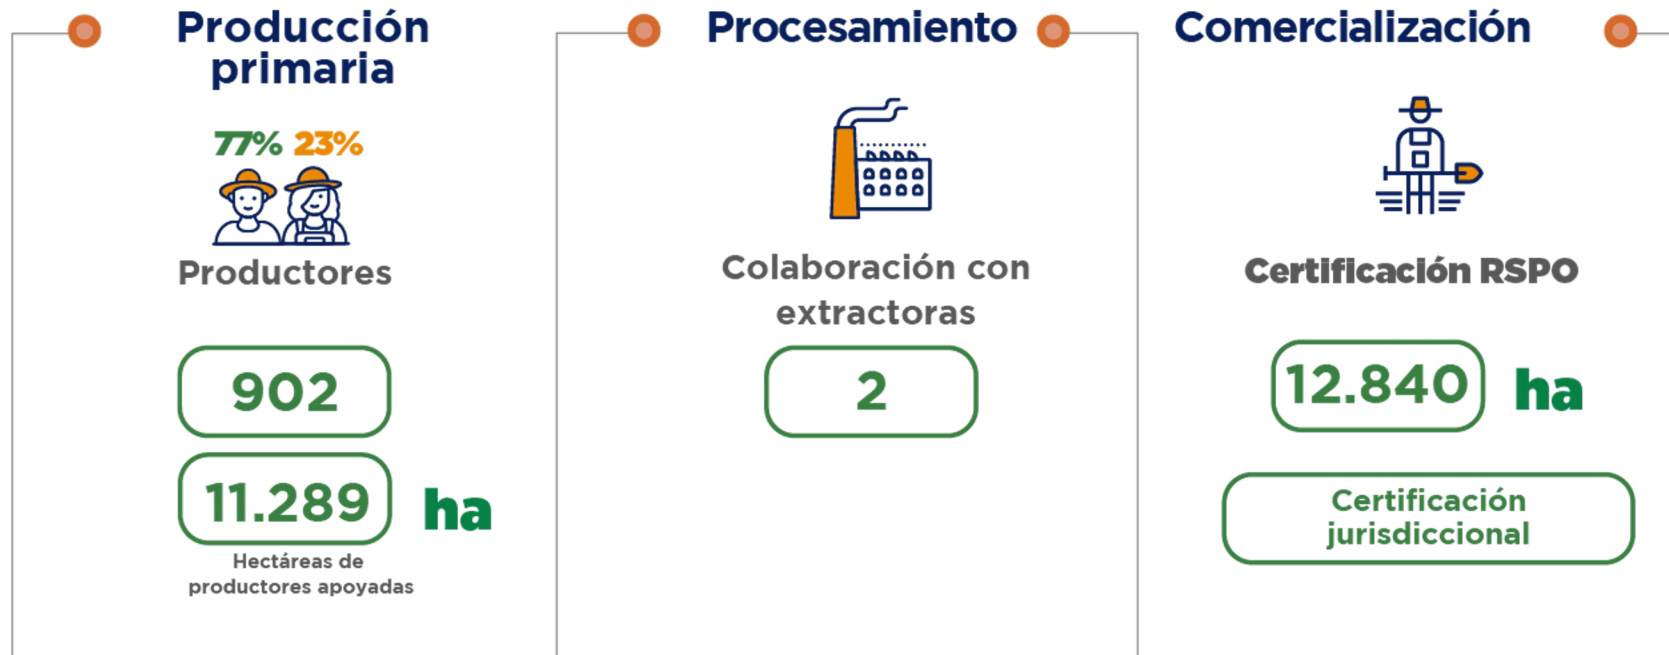 Producción
primaria
77% 23%
Productores
902
11.289 ha
Hectáreas de
productores apoyadas
Procesamiento
Colaboración con
extractoras
2
Comercialización
Certificación RSPO
12.840 ha
Certificación
jurisdiccional